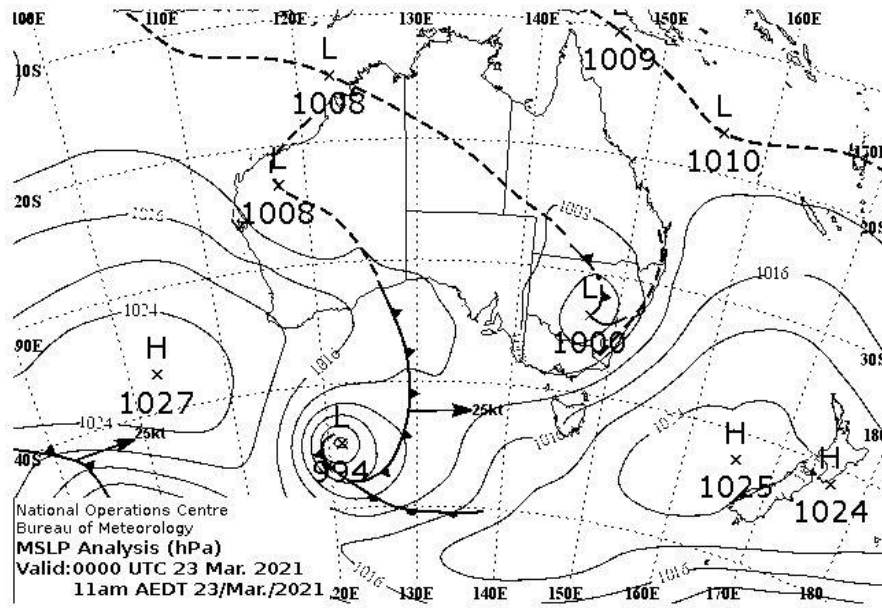 100E 110E 120E 130E 140E 150E 160E
L
1009
10S
L
1008
L
1010
170E
L
1008
20S
20S
1016
1016
1024
L
1000
90E
H
1027
1016
30S
1024
25kt
25kt
L
994
40S
1016
H
1025
H
1024
180
National Operations Centre
Bureau of Meteorology
MSLP Analysis (hPa)
Valid:0000 UTC 23 Mar. 2021
11am AEDT 23/Mar./2021
1016
1016
120E 130E 140E 150E 160E 170E 180